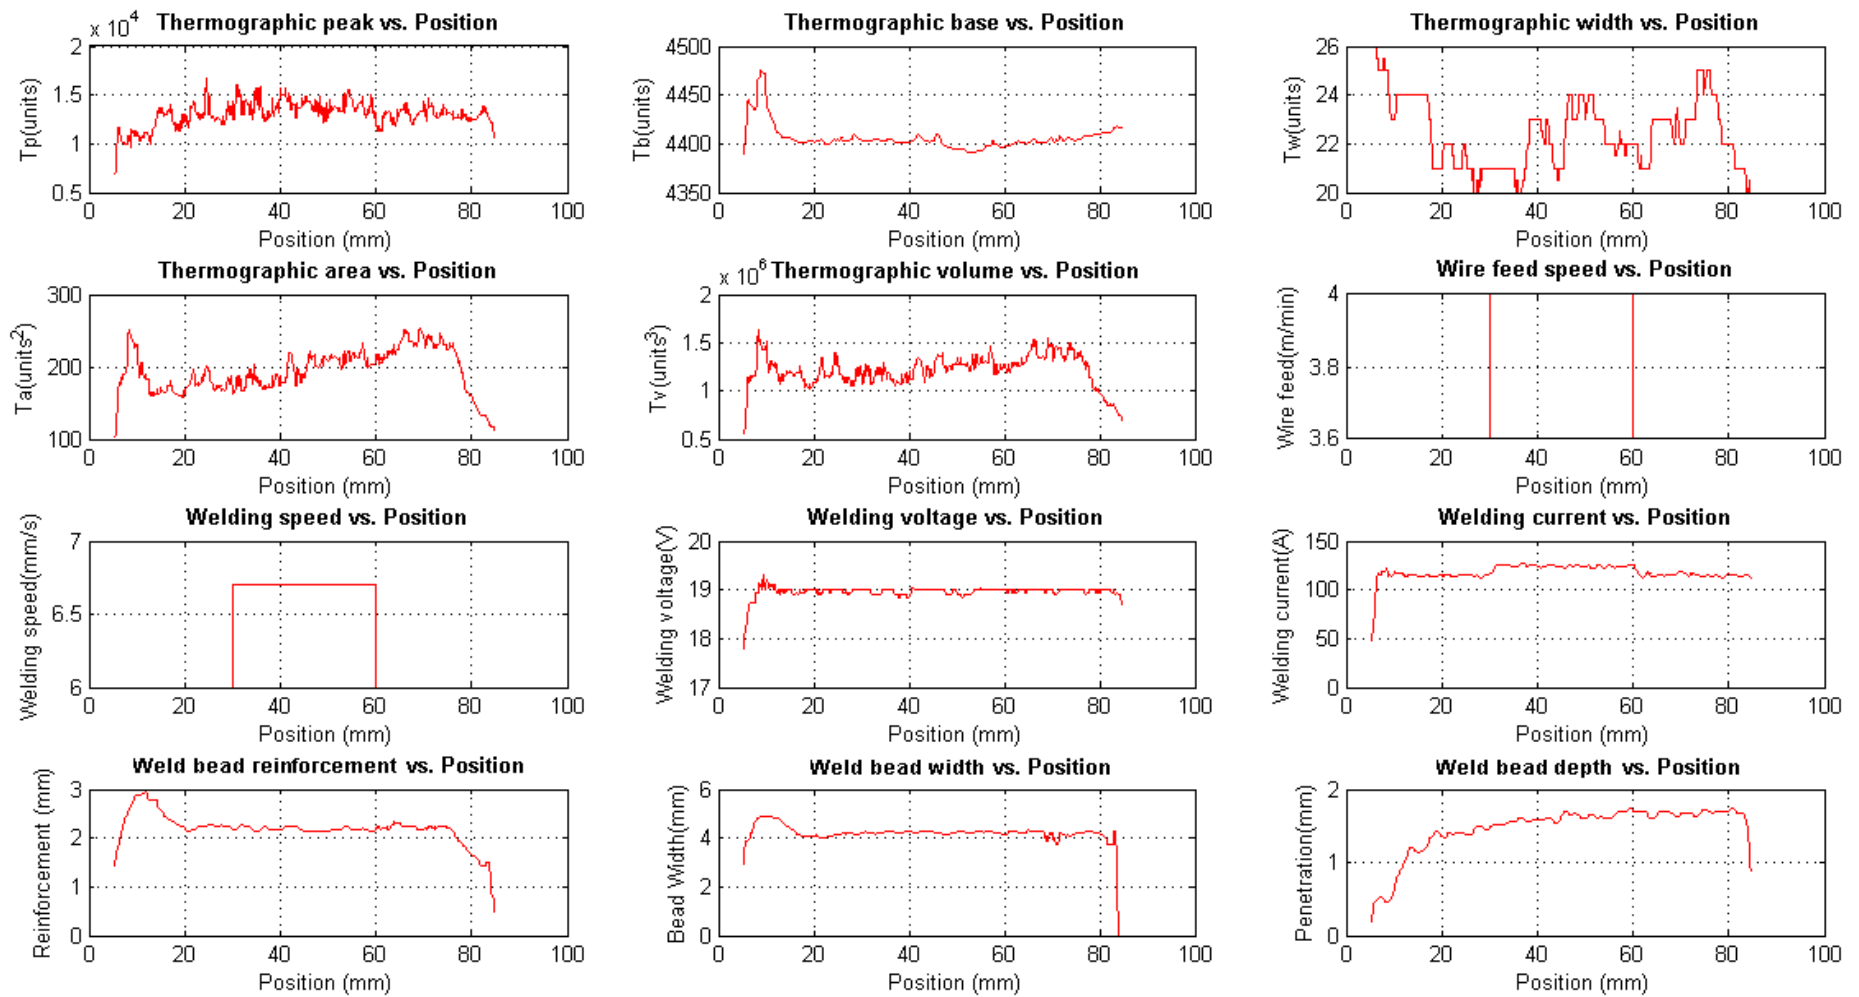 Thermographic peak vs. Position
x 10^4
Tp(units)
2
1.5
1
0.5
0 20 40 60 80 100
Position (mm)
Thermographic base vs. Position
Tb(units)
4500
4450
4400
4350
0 20 40 60 80 100
Position (mm)
Thermographic width vs. Position
Tw(units)
26
24
22
20
0 20 40 60 80 100
Position (mm)
Thermographic area vs. Position
Ta(units^2)
300
200
100
0 20 40 60 80 100
Position (mm)
x 10^6 Thermographic volume vs. Position
Tv(units^3)
2
1.5
1
0.5
0 20 40 60 80 100
Position (mm)
Wire feed speed vs. Position
Wire feed(m/min)
4
3.8
3.6
0 20 40 60 80 100
Position (mm)
Welding speed vs. Position
Welding speed(mm/s)
7
6.5
6
0 20 40 60 80 100
Position (mm)
Welding voltage vs. Position
Welding voltage(V)
20
19
18
17
0 20 40 60 80 100
Position (mm)
Welding current vs. Position
Welding current(A)
150
100
50
0
0 20 40 60 80 100
Position (mm)
Weld bead reinforcement vs. Position
Reinforcement (mm)
3
2
1
0
0 20 40 60 80 100
Position (mm)
Weld bead width vs. Position
Bead Width(mm)
6
4
2
0
0 20 40 60 80 100
Position (mm)
Weld bead depth vs. Position
Penetration(mm)
2
1
0
0 20 40 60 80 100
Position (mm)